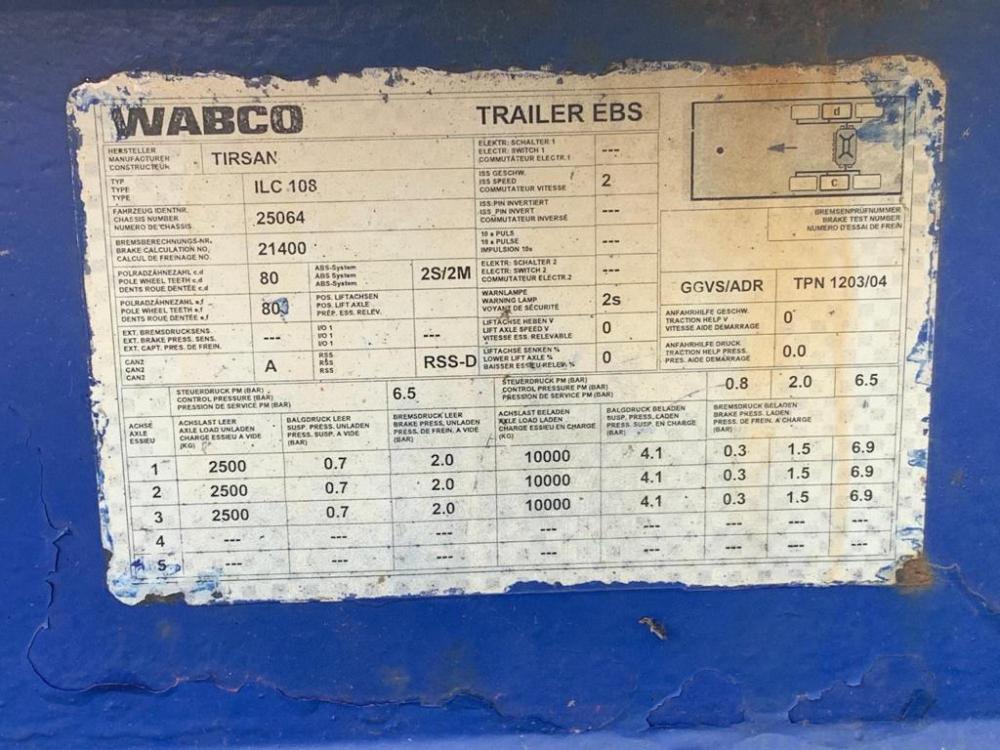 WABCO TRAILER EBS
d
c
HERSTELLER
MANUFACTURER
CONSTRUCTEUR
TIRSAN
ELEKTR. SCHALTER 1
ELECTR. SWITCH 1
COMMUTATEUR ELECTR.1
---
TYP
TYPE
TYPE
ILC 108
ISS GESCHW.
ISS SPEED
COMMUTATEUR VITESSE
2
FAHRZEUG IDENTNR.
CHASSIS NUMBER
NUMERO DE CHASSIS
25064
ISS PIN INVERTIERT
ISS PIN INVERT
COMMUTATEUR INVERSÉ
---
BREMSENPRÜFNUMMER
BRAKE TEST NUMBER
NUMERO D'ESSAI DE FREIN
BREMSBERECHNUNGS-NR.
BRAKE CALCULATION NO.
CALCUL DE FREINAGE NO.
21400
10 s PULS
10 s PULSE
IMPULSION 10s
---
POLRADZÄHNEZAHL c,d
POLE WHEEL TEETH c,d
DENTS ROUE DENTÉE c,d
80
ABS-System
ABS System
ABS System
2S/2M
ELEKTR. SCHALTER 2
ELECTR. SWITCH 2
COMMUTATEUR ELECTR.2
---
GGVS/ADR TPN 1203/04
POLRADZÄHNEZAHL e,f
POLE WHEEL TEETH e,f
DENTS ROUE DENTÉE e,f
80
POS. LIFTACHSEN
POS. LIFT AXLE
PRÉP. ESS. RELEV.
WARNLAMPE
WARNING LAMP
VOYANT DE SÉCURITÉ
2s
ANFAHRHILFE GESCHW.
TRACTION HELP V
VITESSE AIDE DEMARRAGE
0
EXT. BREMSDRUCKSENS.
EXT. BRAKE PRESS. SENS.
EXT. CAPT. PRES. DE FREIN.
---
I/O 1
I/O 1
I/O 1
---
LIFTACHSE HEBEN V
LIFT AXLE SPEED V
VITESSE ESS. RELEVABLE
0
ANFAHRHILFE DRUCK
TRACTION HELP PRESS.
PRES. AIDE DEMARRAGE
0.0
CAN2
CAN2
CAN2
A
RSS
RSS
RSS
RSS-D
LIFTACHSE SENKEN %
LOWER LIFT AXLE %
BAISSER ESSIEU RELEV. %
0
STEUERDRUCK PM (BAR)
CONTROL PRESSURE (BAR)
PRESSION DE SERVICE PM (BAR)
6.5
STEUERDRUCK PM (BAR)
CONTROL PRESSURE PM (BAR)
PRESSION DE SERVICE PM (BAR)
0.8 2.0 6.5
ACHSE
AXLE
ESSIEU
ACHSLAST LEER
AXLE LOAD UNLADEN
CHARGE ESSIEU A VIDE
(KG)
BALGDRUCK LEER
SUSP. PRESS. UNLADEN
PRESS. SUSP. A VIDE
(BAR)
BREMSDRUCK LEER
BRAKE PRESS. UNLADEN
PRESS. DE FREIN. A VIDE
(BAR)
ACHSLAST BELADEN
AXLE LOAD LADEN
CHARGE ESSIEU EN CHARGE
(KG)
BALGDRUCK BELADEN
SUSP. PRESS. LADEN
PRESS. SUSP. EN CHARGE
(BAR)
BREMSDRUCK BELADEN
BRAKE PRESS. LADEN
PRESS. DE FREIN. EN CHARGE
(BAR)
1 2500 0.7 2.0 10000 4.1 0.3 1.5 6.9
2 2500 0.7 2.0 10000 4.1 0.3 1.5 6.9
3 2500 0.7 2.0 10000 4.1 0.3 1.5 6.9
4 --- --- --- --- --- --- --- ---
5 --- --- --- --- --- --- --- ---